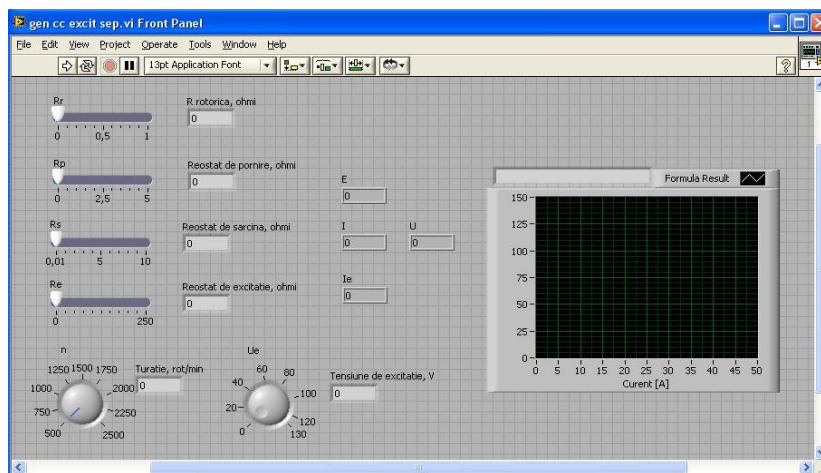 gen cc excit sep.vi Front Panel
File Edit View Project Operate Tools Window Help
13pt Application Font
1
Rr
R rotorica, ohmi
0
0 0,5 1
Rp
Reostat de pornire, ohmi
0
0 2,5 5
E
0
Rs
Reostat de sarcina, ohmi
0
0,01 5 10
I
0
U
0
Re
Reostat de excitatie, ohmi
0
0 250
Ie
0
n
Turatie, rot/min
0
500 750 1000 1250 1500 1750 2000 2250 2500
Ue
Tensiune de excitatie, V
0
0 20 40 60 80 100 120 130
Formula Result
150
125
100
75
50
25
0
0 5 10 15 20 25 30 35 40 45 50
Curent [A]